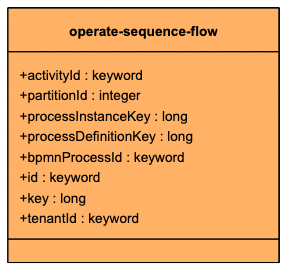 operate-sequence-flow
+activityId : keyword
+partitionId : integer
+processInstanceKey : long
+processDefinitionKey : long
+bpmnProcessId : keyword
+id : keyword
+key : long
+tenantId : keyword